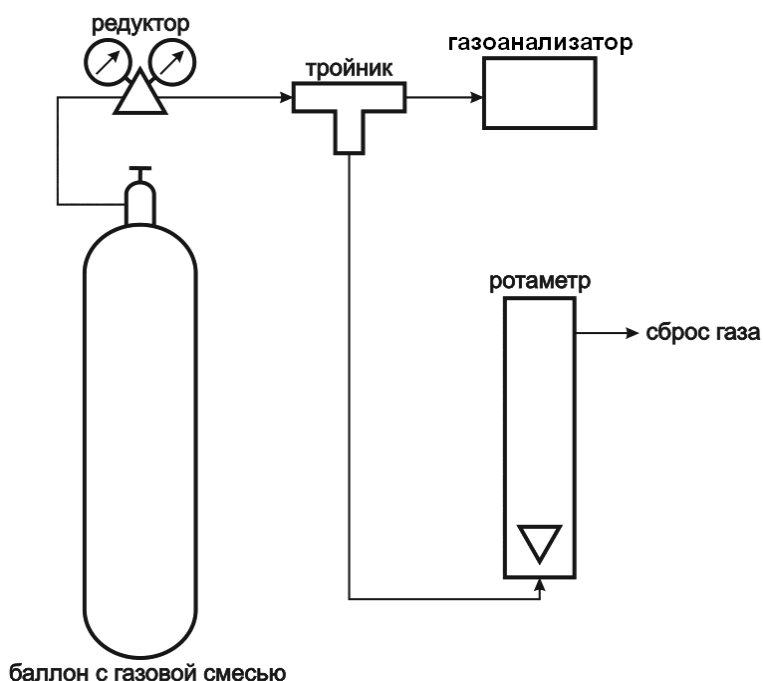 редуктор
газоанализатор
тройник
ротаметр
сброс газа
баллон с газовой смесью